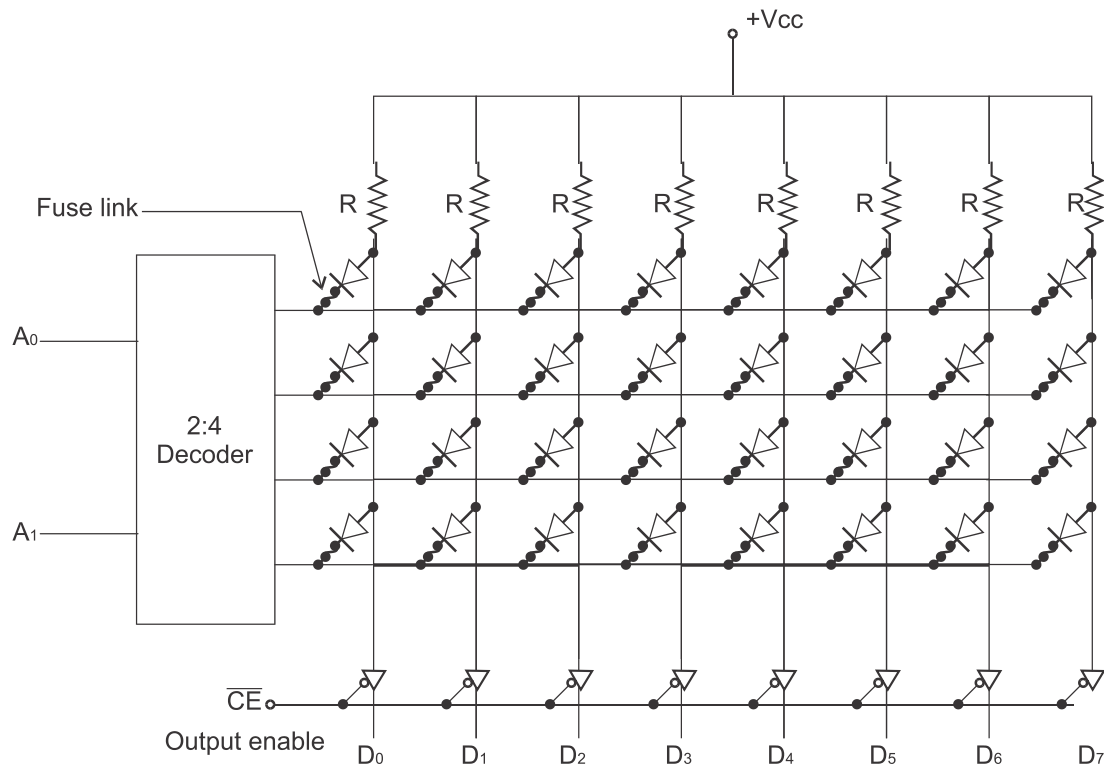 +Vcc
Fuse link
R R R R R R R R
A0
2:4
Decoder
A1
CE
Output enable
D0 D1 D2 D3 D4 D5 D6 D7